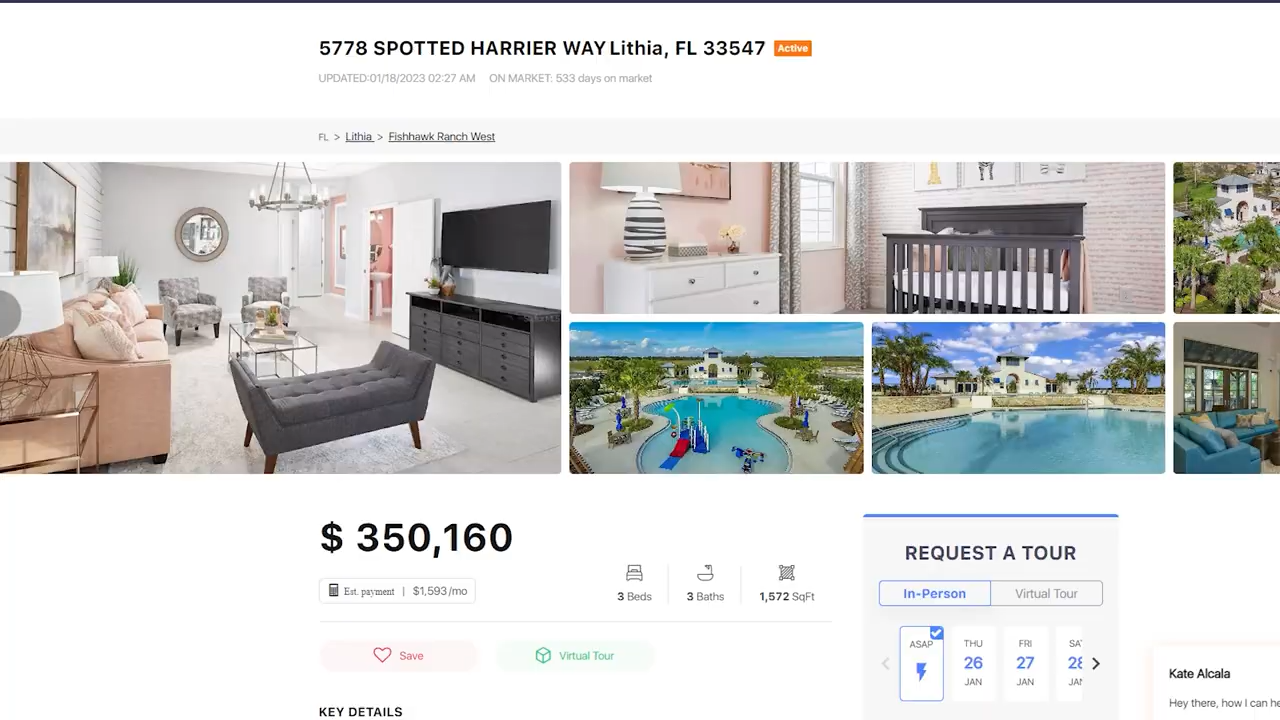 5778 SPOTTED HARRIER WAY Lithia, FL 33547 Active
UPDATED:01/18/2023 02:27 AM ON MARKET: 533 days on market
FL > Lithia > Fishhawk Ranch West
$ 350,160
Est. payment | $1,593/mo
3 Beds 3 Baths 1,572 SqFt
Save Virtual Tour
KEY DETAILS
REQUEST A TOUR
In-Person Virtual Tour
ASAP THU FRI SAT
26 27 28
JAN JAN JAN
Kate Alcala
Hey there, how I can